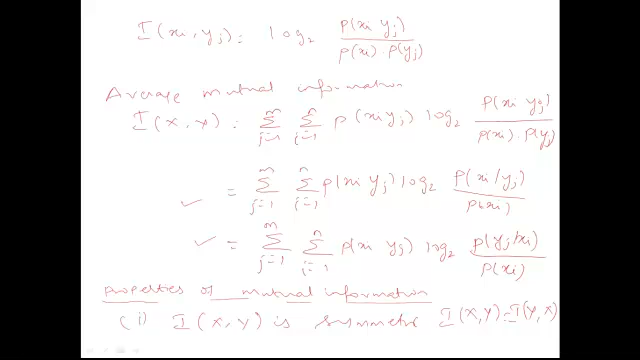 I(xi, yj) = log2 p(xi yj) / p(xi) . p(yj)
Average mutual information
I(X, Y) = Σ_{j=1}^{m} Σ_{i=1}^{n} p(xi yj) log2 p(xi yj) / p(xi) . p(yj)
✓ = Σ_{j=1}^{m} Σ_{i=1}^{n} p(xi yj) log2 p(xi/yj) / p(xi)
✓ = Σ_{j=1}^{m} Σ_{i=1}^{n} p(xi yj) log2 p(yj/xi) / p(xi)
Properties of mutual information
(i) I(X,Y) is symmetric I(X,Y) = I(Y,X)